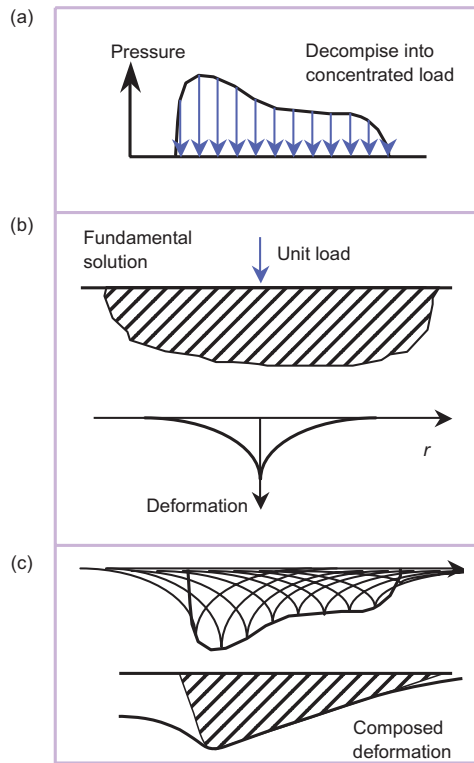 (a)
Pressure
Decompise into
concentrated load
(b)
Fundamental
solution
Unit load
r
Deformation
(c)
Composed
deformation